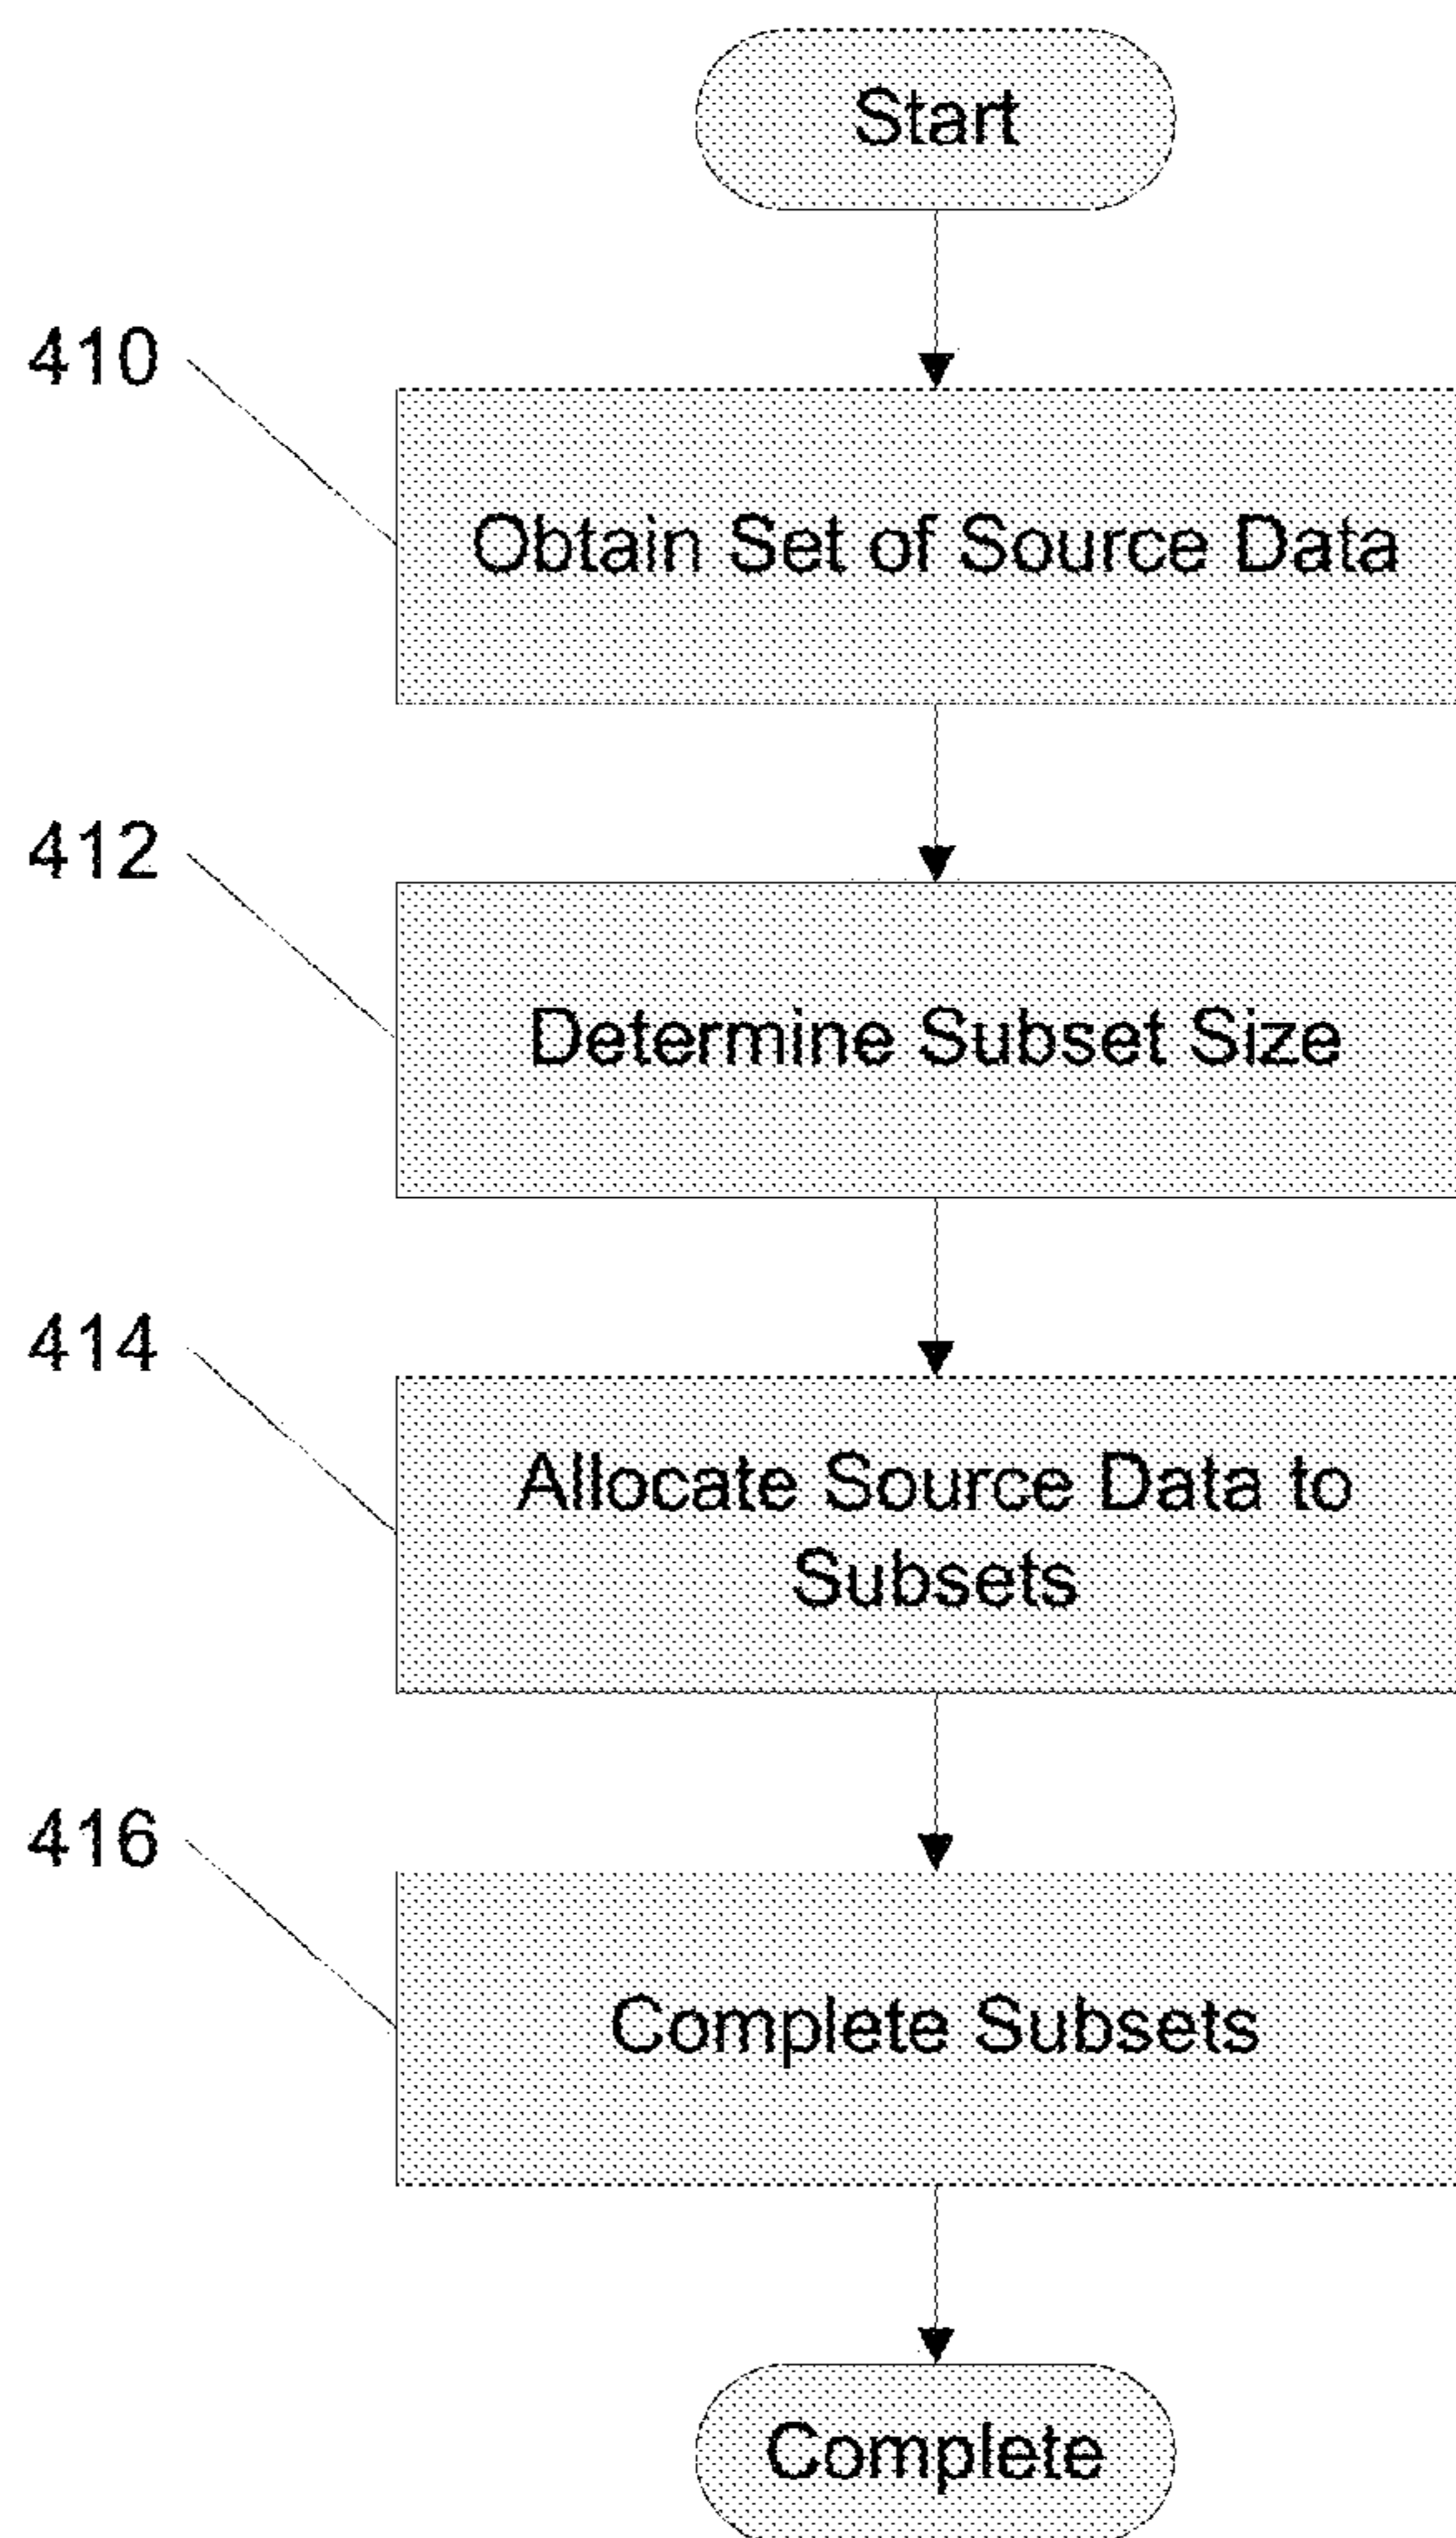 Start
410
Obtain Set of Source Data
412
Determine Subset Size
414
Allocate Source Data to
Subsets
416
Complete Subsets
Complete